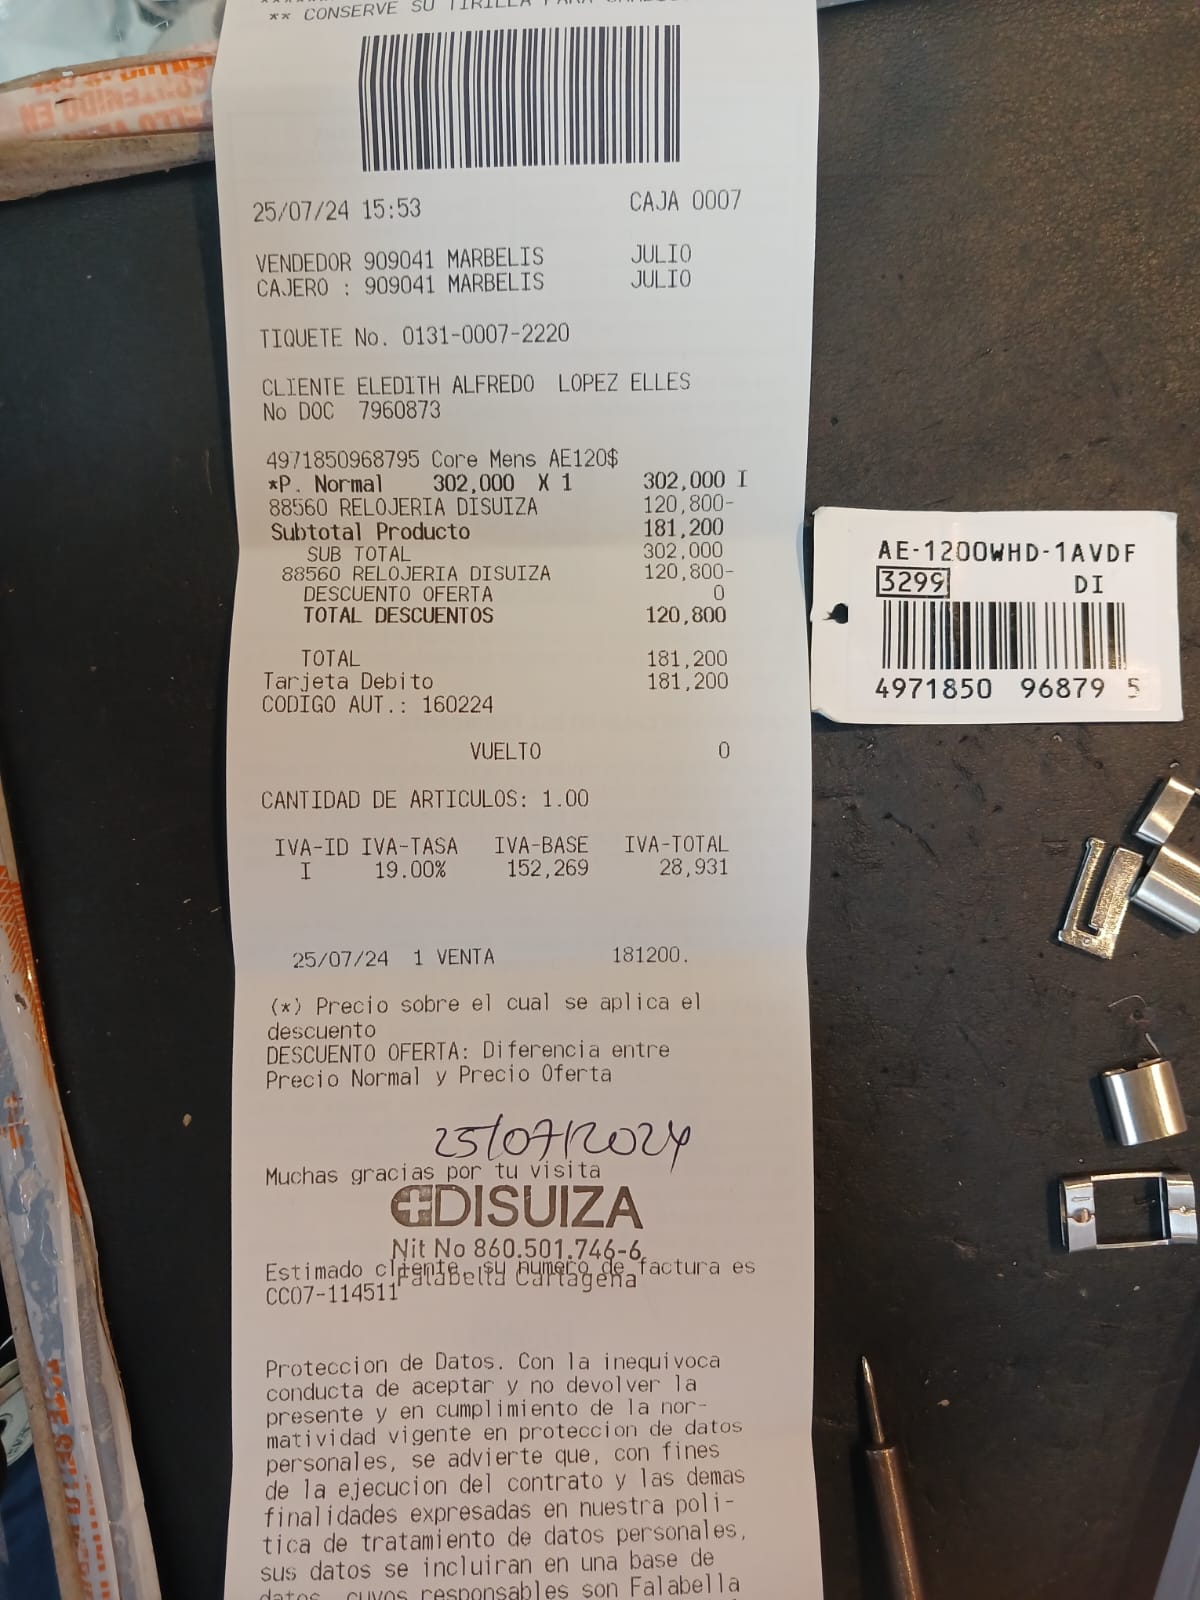 ** CONSERVE SU TIRILLA PARA
25/07/24 15:53 CAJA 0007
VENDEDOR 909041 MARBELIS JULIO
CAJERO : 909041 MARBELIS JULIO
TIQUETE No. 0131-0007-2220
CLIENTE ELEDITH ALFREDO LOPEZ ELLES
No DOC 7960873
4971850968795 Core Mens AE120$
*P. Normal 302,000 X 1 302,000 I
88560 RELOJERIA DISUIZA 120,800-
Subtotal Producto 181,200
SUB TOTAL 302,000
88560 RELOJERIA DISUIZA 120,800-
DESCUENTO OFERTA 0
TOTAL DESCUENTOS 120,800
TOTAL 181,200
Tarjeta Debito 181,200
CODIGO AUT.: 160224
VUELTO 0
CANTIDAD DE ARTICULOS: 1.00
IVA-ID IVA-TASA IVA-BASE IVA-TOTAL
I 19.00% 152,269 28,931
25/07/24 1 VENTA 181200.
(*) Precio sobre el cual se aplica el
descuento
DESCUENTO OFERTA: Diferencia entre
Precio Normal y Precio Oferta
25/07/2024
Muchas gracias por tu visita
DISUIZA
Nit No 860.501.746-6
Estimado cliente, su numero de factura es
Falabella Cartagena
CC07-114511
Proteccion de Datos. Con la inequivoca
conducta de aceptar y no devolver la
presente y en cumplimiento de la nor-
matividad vigente en proteccion de datos
personales, se advierte que, con fines
de la ejecucion del contrato y las demas
finalidades expresadas en nuestra poli-
tica de tratamiento de datos personales,
sus datos se incluiran en una base de
datos, cuyos responsables son Falabella
AE-1200WHD-1AVDF
3299 DI
4971850 96879 5